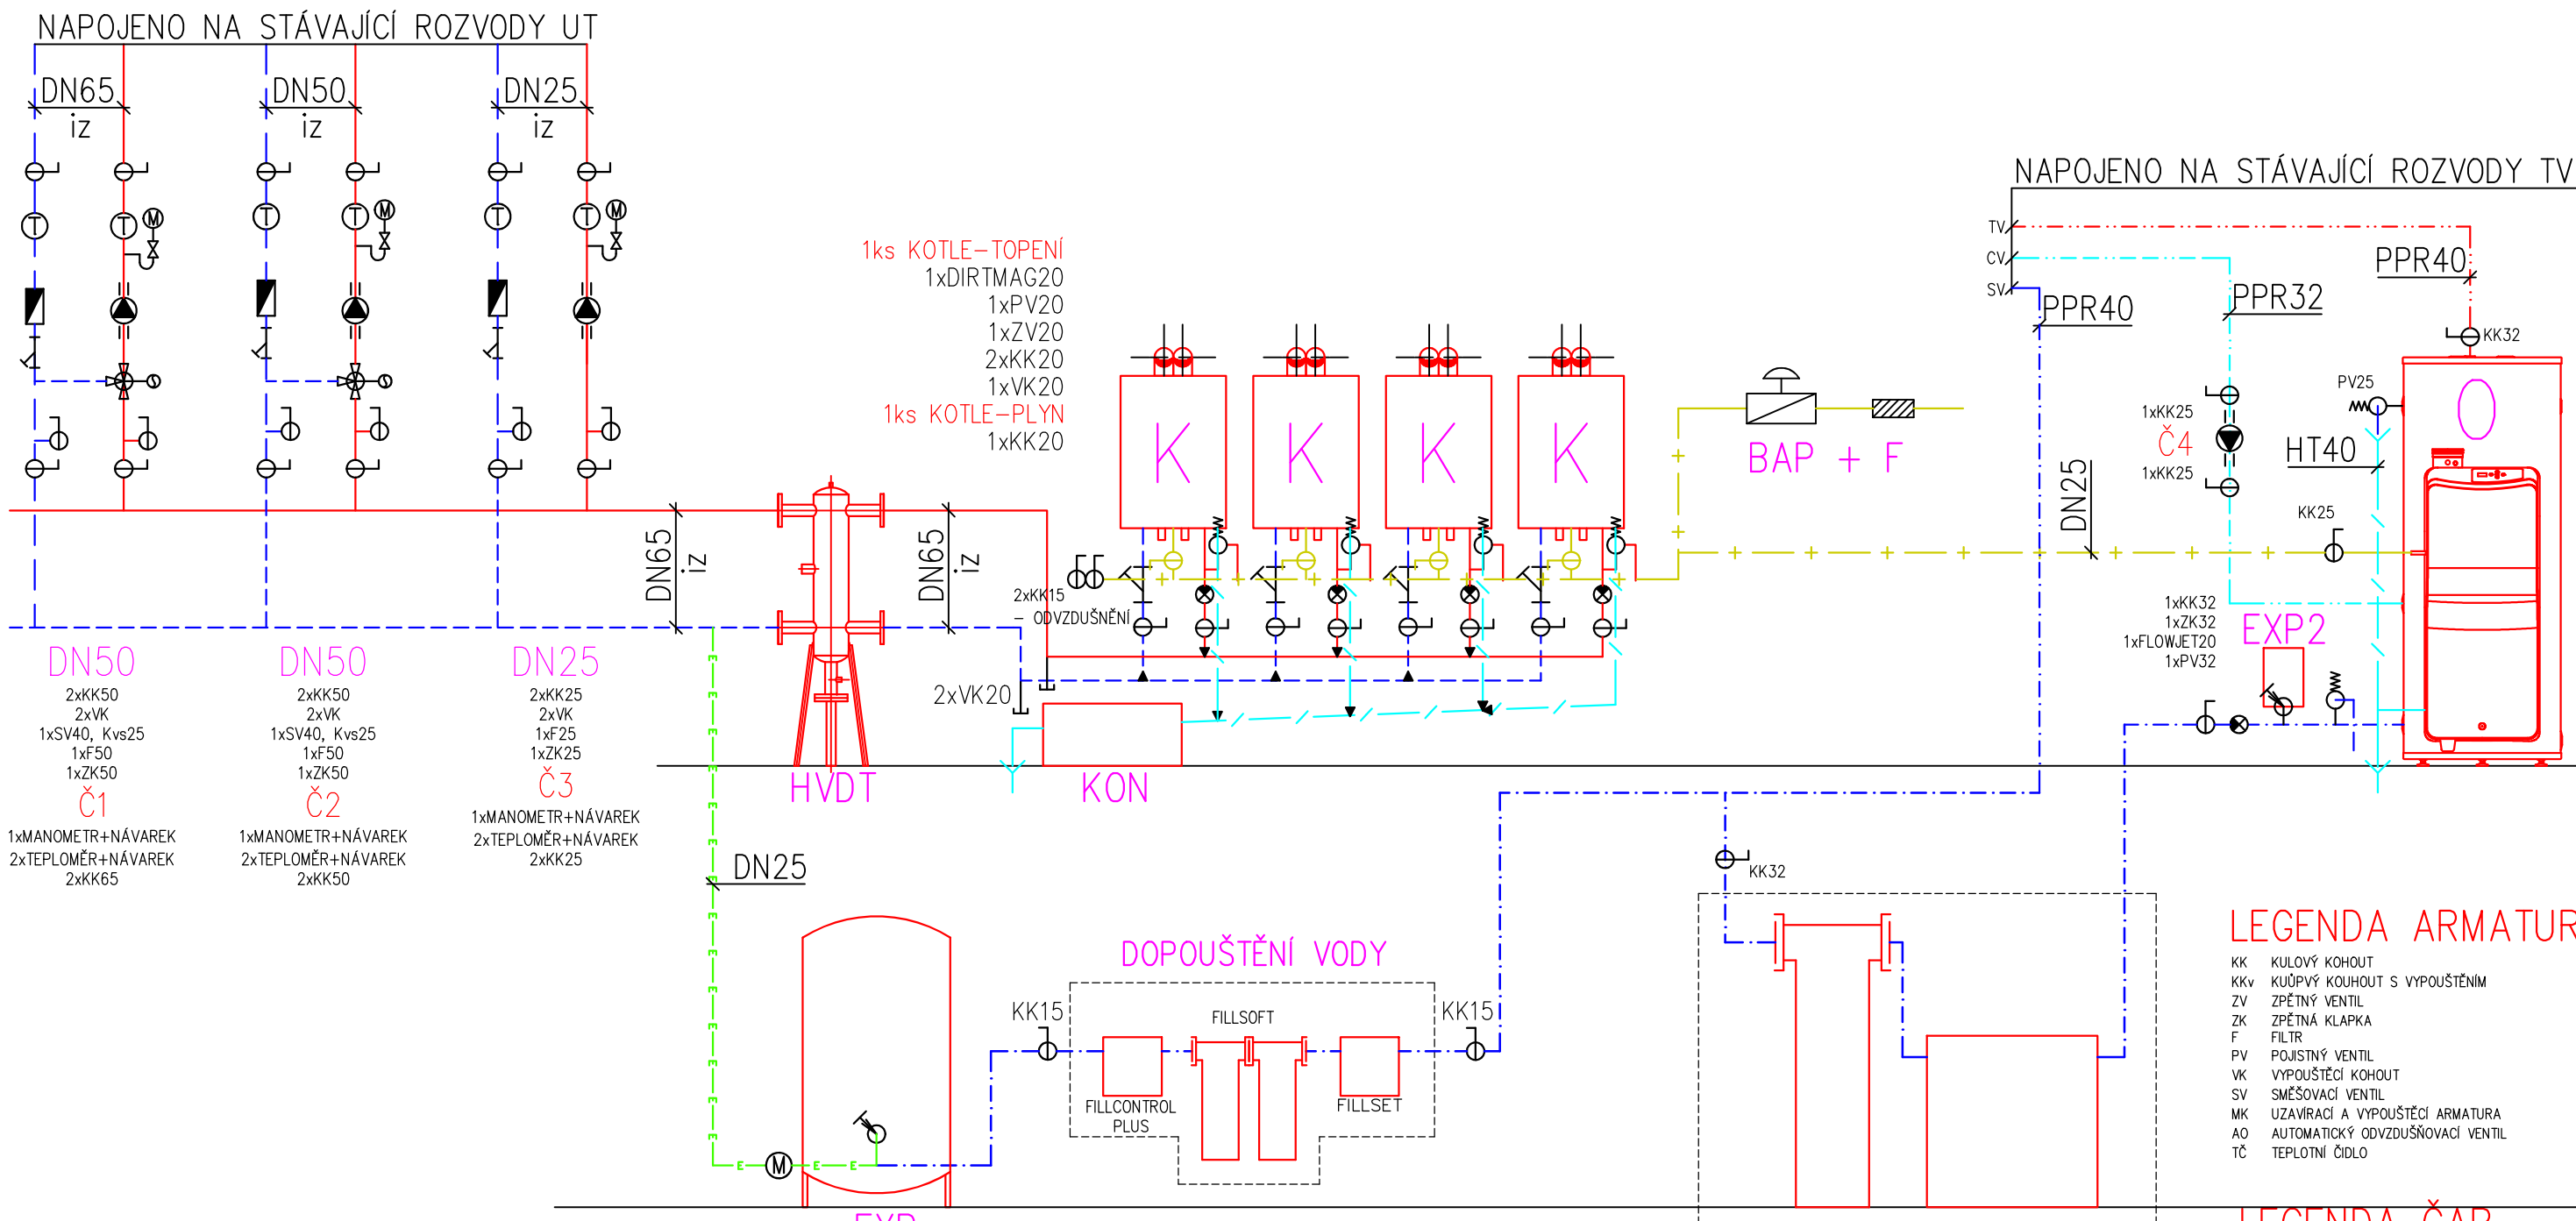 NAPOJENO NA STÁVAJÍCÍ ROZVODY UT
DN65
iz
DN50
iz
DN25
iz
T
T
M
T
T
M
T
T
M
DN50
2xKK50
2xVK
1xSV40, Kvs25
1xF50
1xZK50
Č1
1xMANOMETR+NÁVAREK
2xTEPLOMĚR+NÁVAREK
2xKK65
DN50
2xKK50
2xVK
1xSV40, Kvs25
1xF50
1xZK50
Č2
1xMANOMETR+NÁVAREK
2xTEPLOMĚR+NÁVAREK
2xKK50
DN25
2xKK25
2xVK
1xF25
1xZK25
Č3
1xMANOMETR+NÁVAREK
2xTEPLOMĚR+NÁVAREK
2xKK25
DN65
iz
DN65
iz
HVDT
1ks KOTLE-TOPENÍ
1xDIRTMAG20
1xPV20
1xZV20
2xKK20
1xVK20
1ks KOTLE-PLYN
1xKK20
K
K
K
K
2xKK15
- ODVZDUŠNĚNÍ
2xVK20
KON
BAP + F
DN25
NAPOJENO NA STÁVAJÍCÍ ROZVODY TV
TV
CV
SV
PPR40
PPR32
PPR40
KK32
PV25
1xKK25
Č4
1xKK25
HT40
KK25
1xKK32
1xZK32
1xFLOWJET20
1xPV32
EXP2
DN25
M
DOPOUŠTĚNÍ VODY
KK15
FILLSOFT
KK15
FILLCONTROL
PLUS
FILLSET
KK32
LEGENDA ARMATUR
KK KULOVÝ KOHOUT
KKv KUŮPVÝ KOUHOUT S VYPOUŠTĚNÍM
ZV ZPĚTNÝ VENTIL
ZK ZPĚTNÁ KLAPKA
F FILTR
PV POJISTNÝ VENTIL
VK VYPOUŠTĚCÍ KOHOUT
SV SMĚŠOVACÍ VENTIL
MK UZAVÍRACÍ A VYPOUŠTĚCÍ ARMATURA
AO AUTOMATICKÝ ODVZDUŠŇOVACÍ VENTIL
TČ TEPLOTNÍ ČIDLO
EXP
LEGENDA ČAR